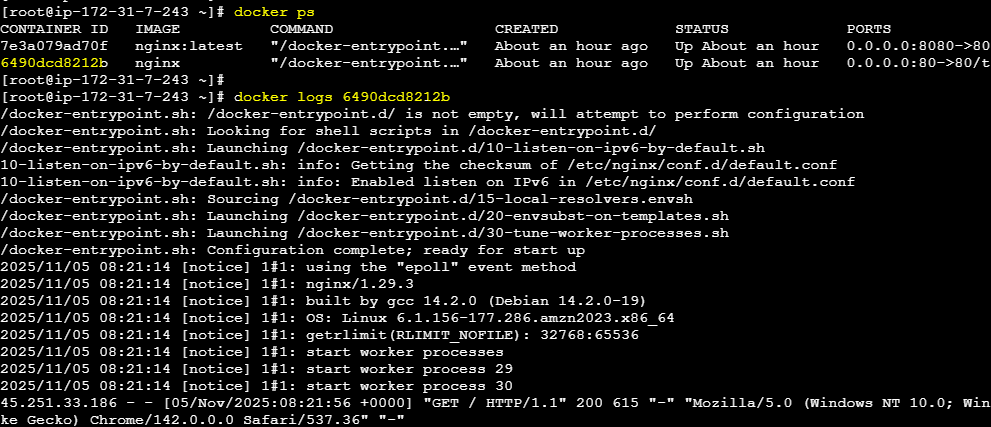 [root@ip-172-31-7-243 ~]# docker ps
CONTAINER ID   IMAGE          COMMAND                  CREATED             STATUS             PORTS
7e3a079ad70f   nginx:latest   "/docker-entrypoint.…"   About an hour ago   Up About an hour   0.0.0.0:8080->80
6490dcd8212b   nginx          "/docker-entrypoint.…"   About an hour ago   Up About an hour   0.0.0.0:80->80/t
[root@ip-172-31-7-243 ~]#
[root@ip-172-31-7-243 ~]# docker logs 6490dcd8212b
/docker-entrypoint.sh: /docker-entrypoint.d/ is not empty, will attempt to perform configuration
/docker-entrypoint.sh: Looking for shell scripts in /docker-entrypoint.d/
/docker-entrypoint.sh: Launching /docker-entrypoint.d/10-listen-on-ipv6-by-default.sh
10-listen-on-ipv6-by-default.sh: info: Getting the checksum of /etc/nginx/conf.d/default.conf
10-listen-on-ipv6-by-default.sh: info: Enabled listen on IPv6 in /etc/nginx/conf.d/default.conf
/docker-entrypoint.sh: Sourcing /docker-entrypoint.d/15-local-resolvers.envsh
/docker-entrypoint.sh: Launching /docker-entrypoint.d/20-envsubst-on-templates.sh
/docker-entrypoint.sh: Launching /docker-entrypoint.d/30-tune-worker-processes.sh
/docker-entrypoint.sh: Configuration complete; ready for start up
2025/11/05 08:21:14 [notice] 1#1: using the "epoll" event method
2025/11/05 08:21:14 [notice] 1#1: nginx/1.29.3
2025/11/05 08:21:14 [notice] 1#1: built by gcc 14.2.0 (Debian 14.2.0-19)
2025/11/05 08:21:14 [notice] 1#1: OS: Linux 6.1.156-177.286.amzn2023.x86_64
2025/11/05 08:21:14 [notice] 1#1: getrlimit(RLIMIT_NOFILE): 32768:65536
2025/11/05 08:21:14 [notice] 1#1: start worker processes
2025/11/05 08:21:14 [notice] 1#1: start worker process 29
2025/11/05 08:21:14 [notice] 1#1: start worker process 30
45.251.33.186 - - [05/Nov/2025:08:21:56 +0000] "GET / HTTP/1.1" 200 615 "-" "Mozilla/5.0 (Windows NT 10.0; Win
ke Gecko) Chrome/142.0.0.0 Safari/537.36" "-"